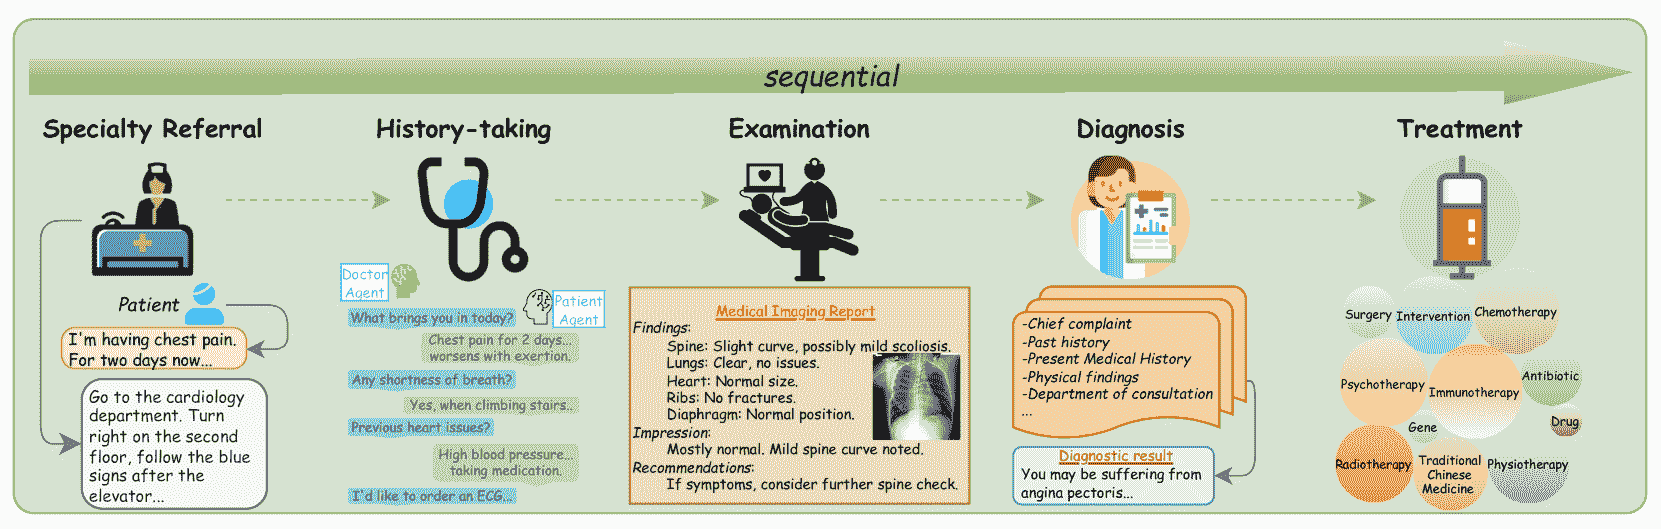 sequential
Specialty Referral
History-taking
Examination
Diagnosis
Treatment
Patient
I'm having chest pain.
For two days now...
Go to the cardiology
department. Turn
right on the second
floor, follow the blue
signs after the
elevator...
Doctor
Agent
Patient
Agent
What brings you in today?
Chest pain for 2 days...
worsens with exertion.
Any shortness of breath?
Yes, when climbing stairs..
Previous heart issues?
High blood pressure...
taking medication.
I'd like to order an ECG...
Medical Imaging Report
Findings:
Spine: Slight curve, possibly mild scoliosis.
Lungs: Clear, no issues.
Heart: Normal size.
Ribs: No fractures.
Diaphragm: Normal position.
Impression:
Mostly normal. Mild spine curve noted.
Recommendations:
If symptoms, consider further spine check.
-Chief complaint
-Past history
-Present Medical History
-Physical findings
-Department of consultation
...
Diagnostic result
You may be suffering from
angina pectoris...
Surgery
Intervention
Chemotherapy
Psychotherapy
Immunotherapy
Antibiotic
Gene
Drug
Radiotherapy
Traditional
Chinese
Medicine
Physiotherapy